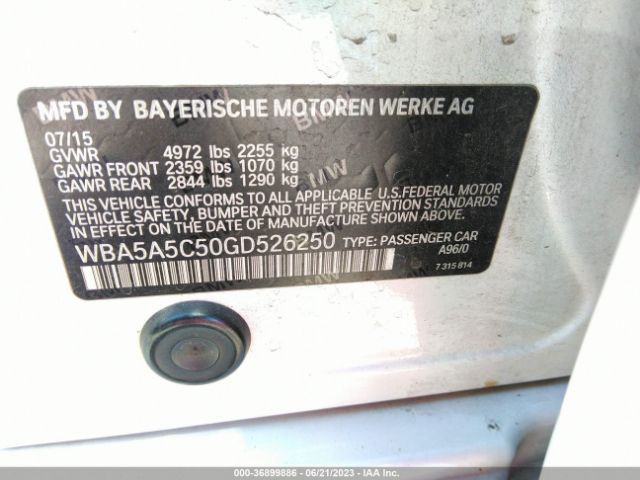 MFD BY BAYERISCHE MOTOREN WERKE AG
07/15
GVWR 4972 lbs 2255 kg
GAWR FRONT 2359 lbs 1070 kg
GAWR REAR 2844 lbs 1290 kg
THIS VEHICLE CONFORMS TO ALL APPLICABLE U.S.FEDERAL MOTOR
VEHICLE SAFETY, BUMPER AND THEFT PREVENTION STANDARDS
IN EFFECT ON THE DATE OF MANUFACTURE SHOWN ABOVE.
WBA5A5C50GD526250 TYPE: PASSENGER CAR
A96/0
7 315 814
000-36899886 - 06/21/2023 - IAA Inc.